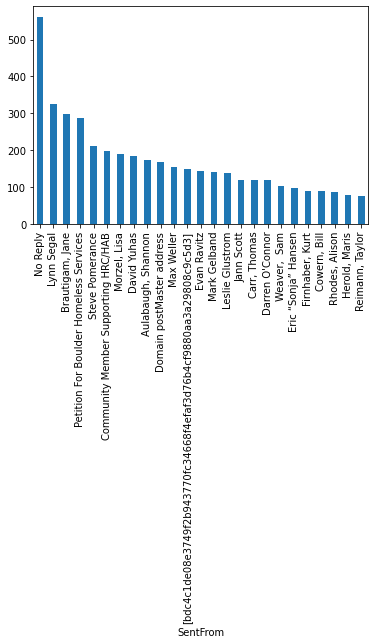 500
400
300
200
100
0
No Reply
Lynn Segal
Brautigam, Jane
Petition For Boulder Homeless Services
Steve Pomerance
Community Member Supporting HRC/HAB
Morzel, Lisa
David Yuhas
Aulabaugh, Shannon
Domain postMaster address
Max Weller
[bdc4c1de08e3749f2b943770fc34668f4efaf3d76b4cf9880aa3a29808c9c5d3]
Evan Ravitz
Mark Gelband
Leslie Glustrom
Jann Scott
Carr, Thomas
Darren O'Connor
Weaver, Sam
Eric "Sonja" Hansen
Firnhaber, Kurt
Cowern, Bill
Rhodes, Alison
Herold, Maris
Reimann, Taylor
SentFrom